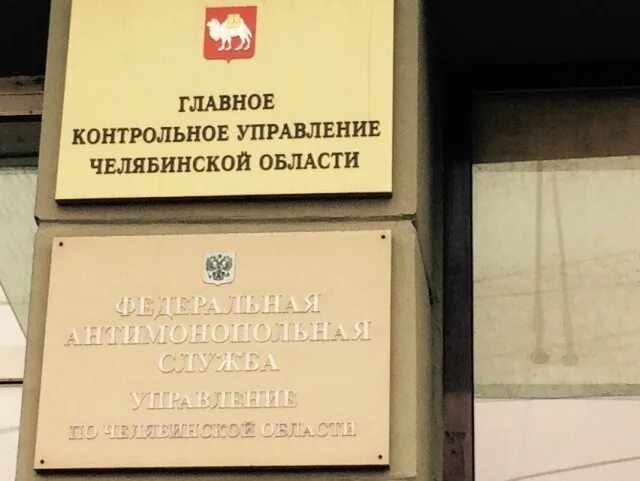 ГЛАВНОЕ
КОНТРОЛЬНОЕ УПРАВЛЕНИЕ
ЧЕЛЯБИНСКОЙ ОБЛАСТИ
ФЕДЕРАЛЬНАЯ
АНТИМОНОПОЛЬНАЯ
СЛУЖБА
УПРАВЛЕНИЕ
ПО ЧЕЛЯБИНСКОЙ ОБЛАСТИ